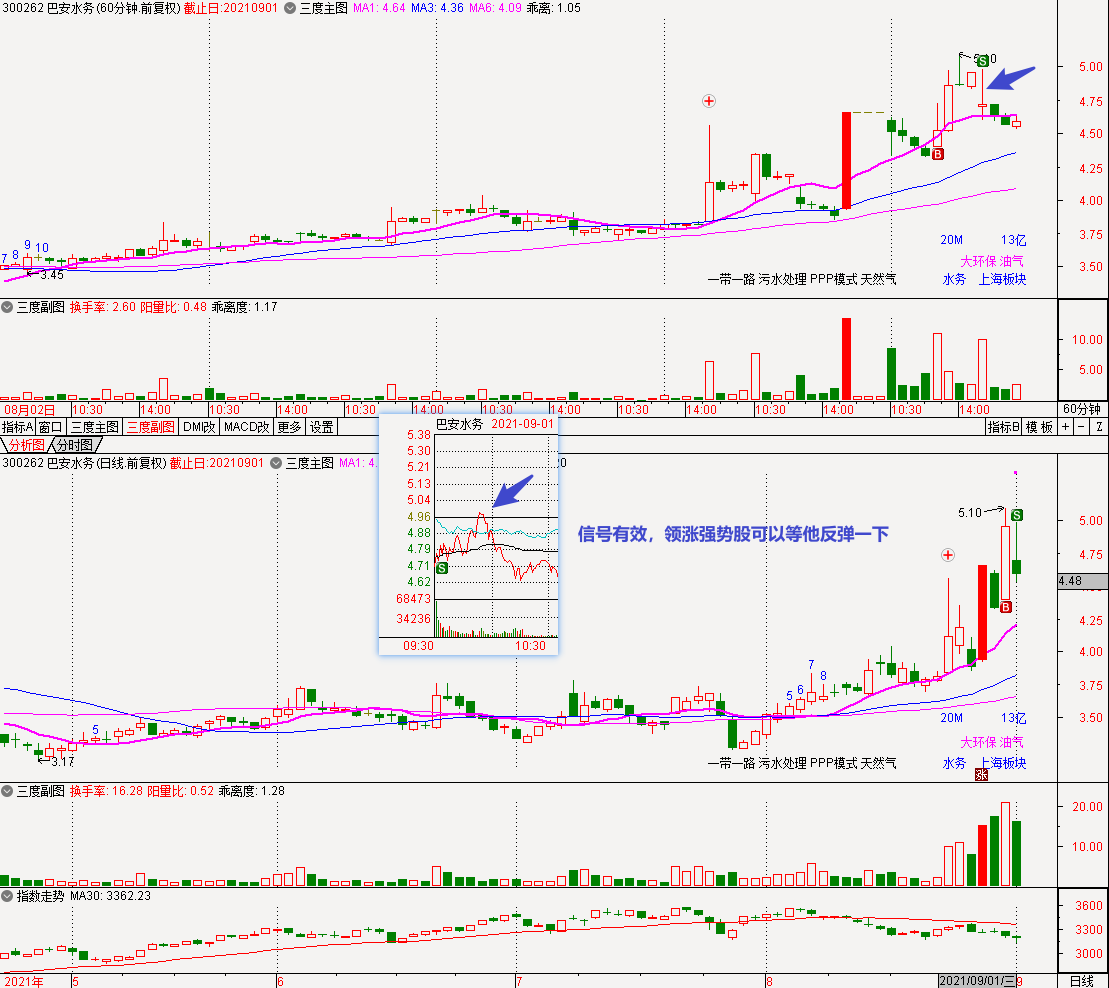 300262 巴安水务(60分钟.前复权) 截止日:20210901 三度主图 MA1: 4.64 MA3: 4.36 MA6: 4.09 乖离: 1.05
5.10
S
5.00
4.75
4.50
4.25
4.00
3.75
3.50
B
7 8 9 10
3.45
20M 13亿
大环保 油气
一带一路 污水处理 PPP模式 天然气 水务 上海板块
三度副图 换手率: 2.60 阳量比: 0.48 乖离度: 1.17
10.00
5.00
08月02日 10:30 14:00 10:30 14:00 10:30 14:00 10:30 14:00 10:30 14:00 10:30 14:00 10:30 14:00 60分钟
指标A 窗口 三度主图 三度副图 DMI改 MACD改 更多 设置 指标B 模板 + - Z
分析图 分时图
300262 巴安水务(日线.前复权) 截止日:20210901 三度主图 MA1: 4.
巴安水务 2021-09-01
5.38
5.30
5.21
5.13
5.04
4.96
4.88
4.79
4.71
4.62
68473
34236
S
09:30 10:30
信号有效，领涨强势股可以等他反弹一下
5.10
S
5.00
4.75
4.48
4.25
4.00
3.75
3.50
B
5 6 7 8
5
3.17
20M 13亿
大环保 油气
一带一路 污水处理 PPP模式 天然气 水务 上海板块
涨
三度副图 换手率: 16.28 阳量比: 0.52 乖离度: 1.28
20.00
10.00
指数走势 MA30: 3362.23
3600
3300
3000
2021年 5 6 7 8 2021/09/01/三 9 日线